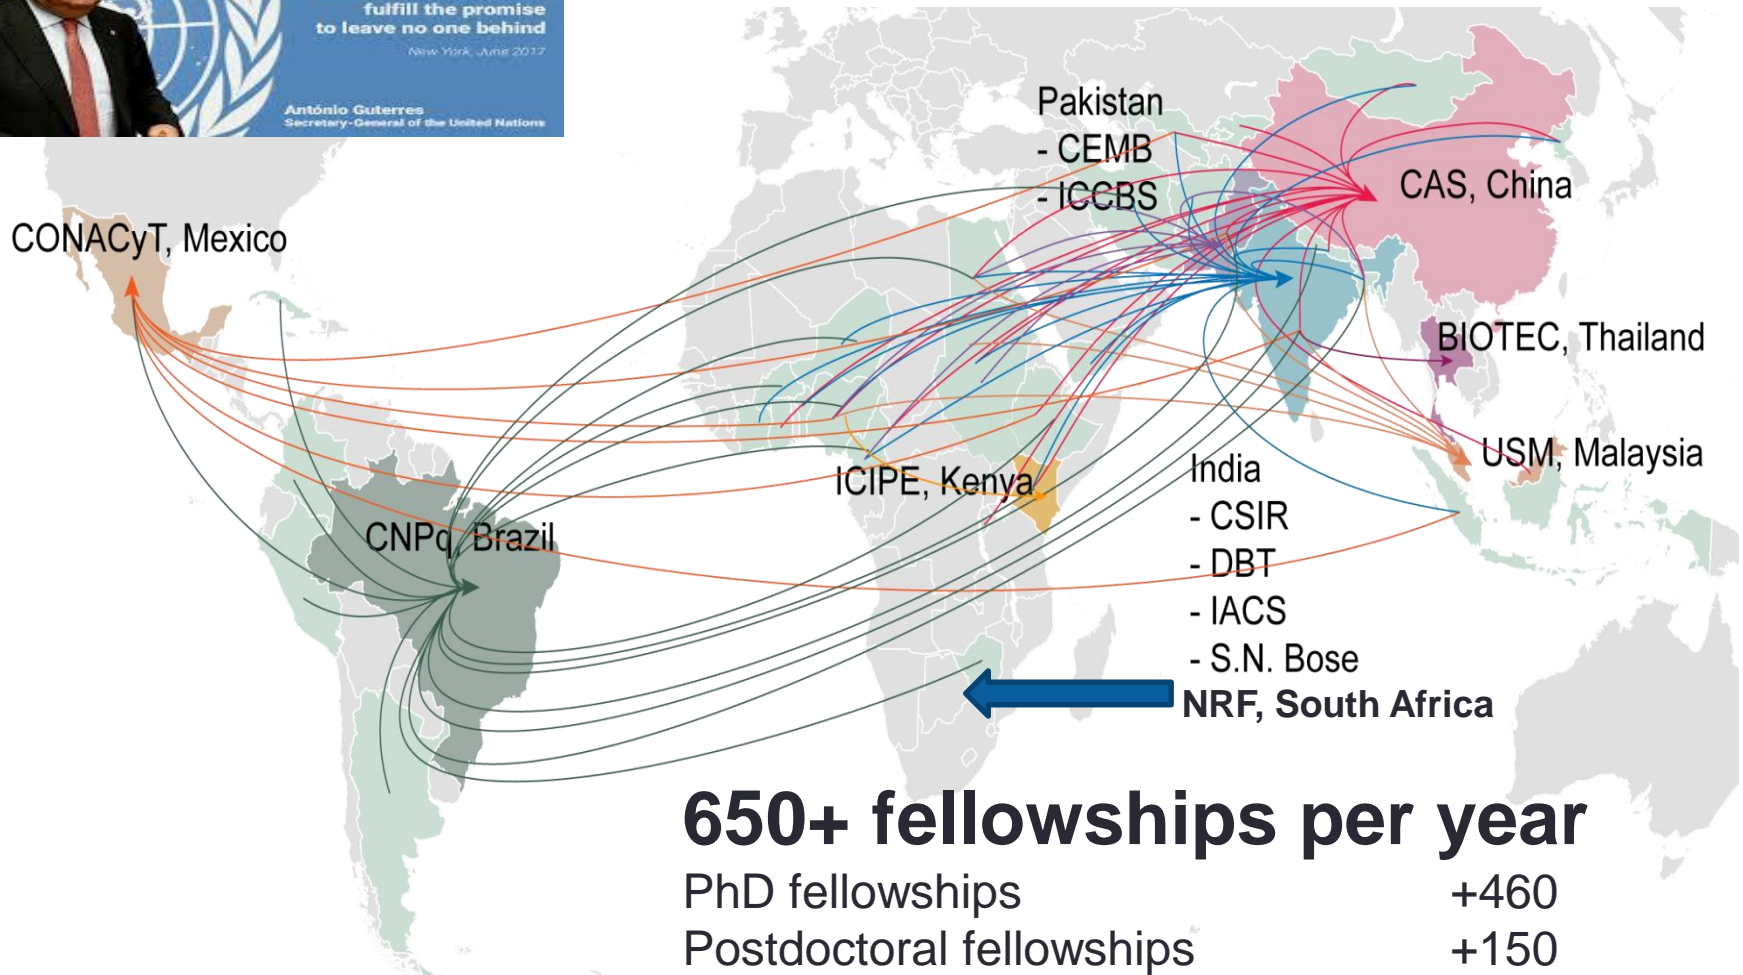 fulfill the promise
to leave no one behind
New York, June 2017
António Guterres
Secretary-General of the United Nations
Pakistan
- CEMB
- ICCBS
CAS, China
CONACyT, Mexico
BIOTEC, Thailand
USM, Malaysia
ICIPE, Kenya
India
- CSIR
- DBT
- IACS
- S.N. Bose
CNPq, Brazil
NRF, South Africa
650+ fellowships per year
PhD fellowships +460
Postdoctoral fellowships +150